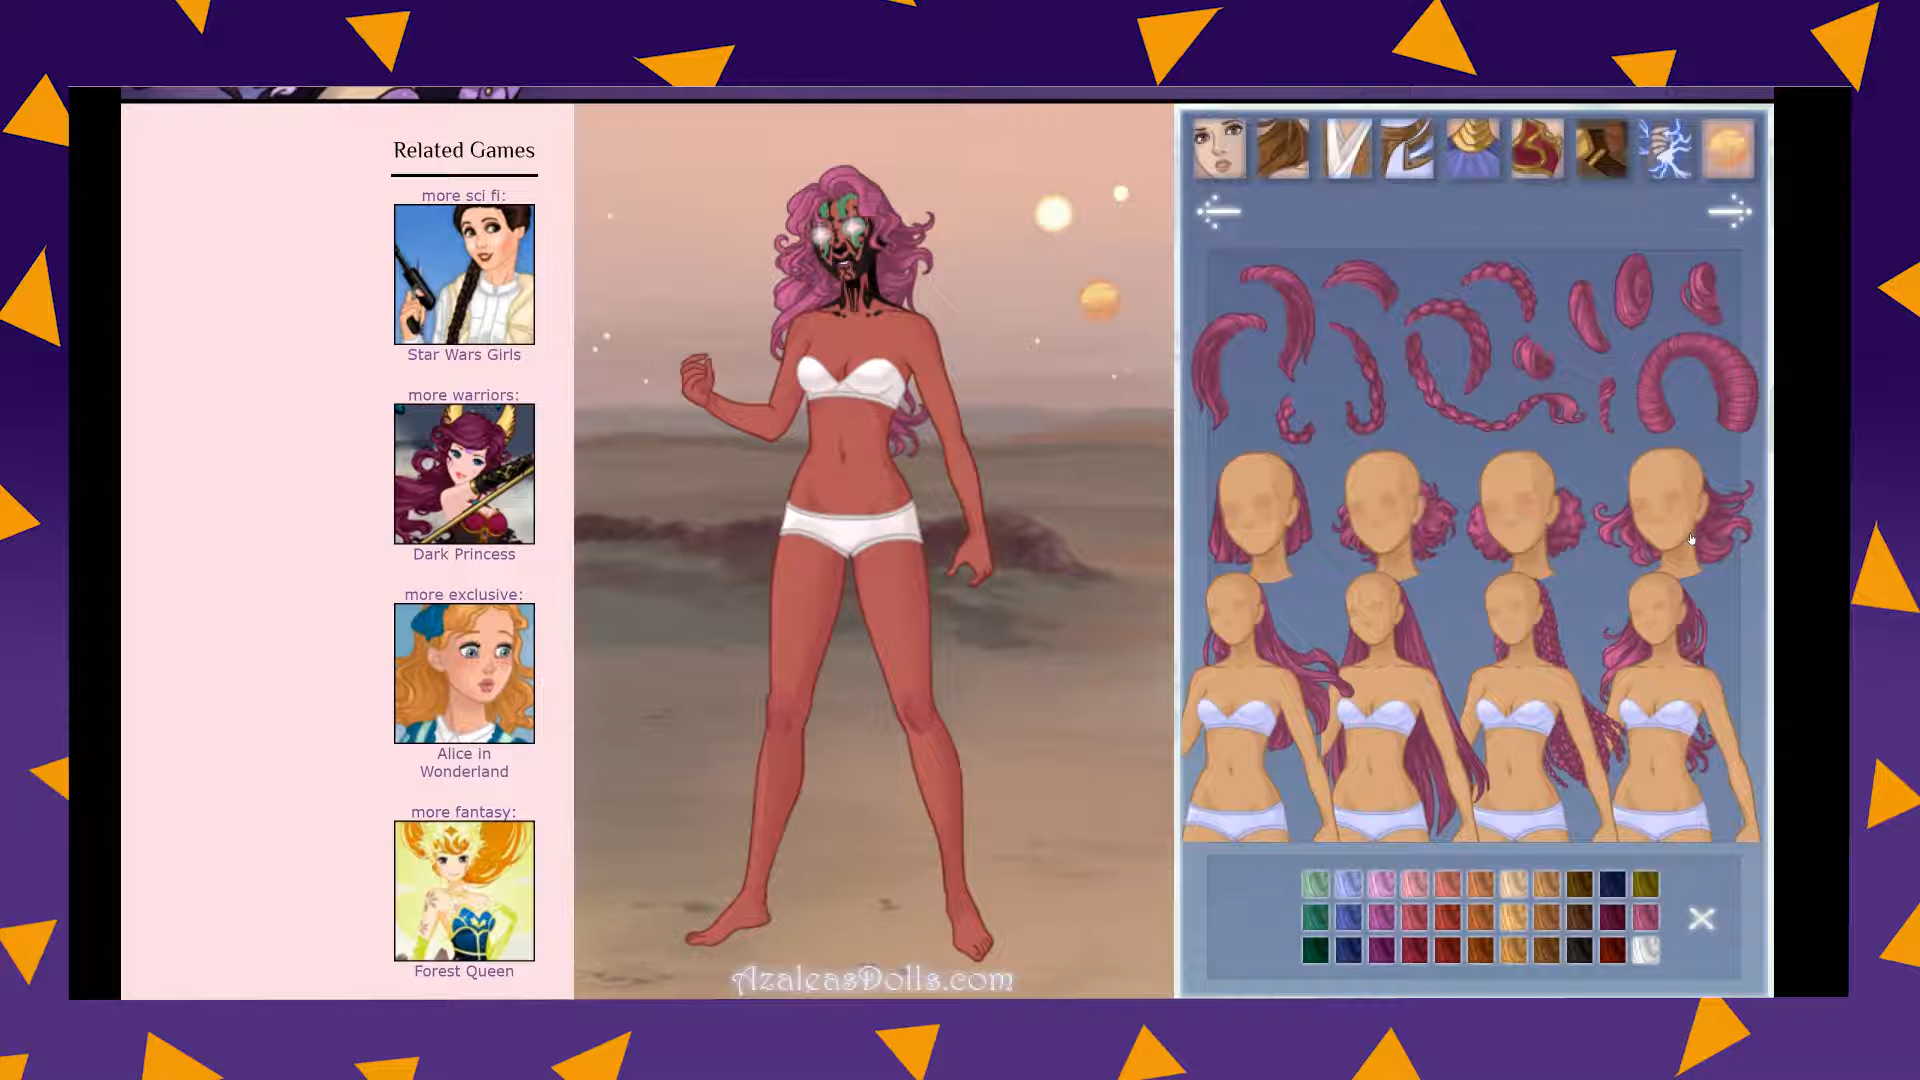 Related Games
more sci fi:
Star Wars Girls
more warriors:
Dark Princess
more exclusive:
Alice in
Wonderland
more fantasy:
Forest Queen
AzaleasDolls.com